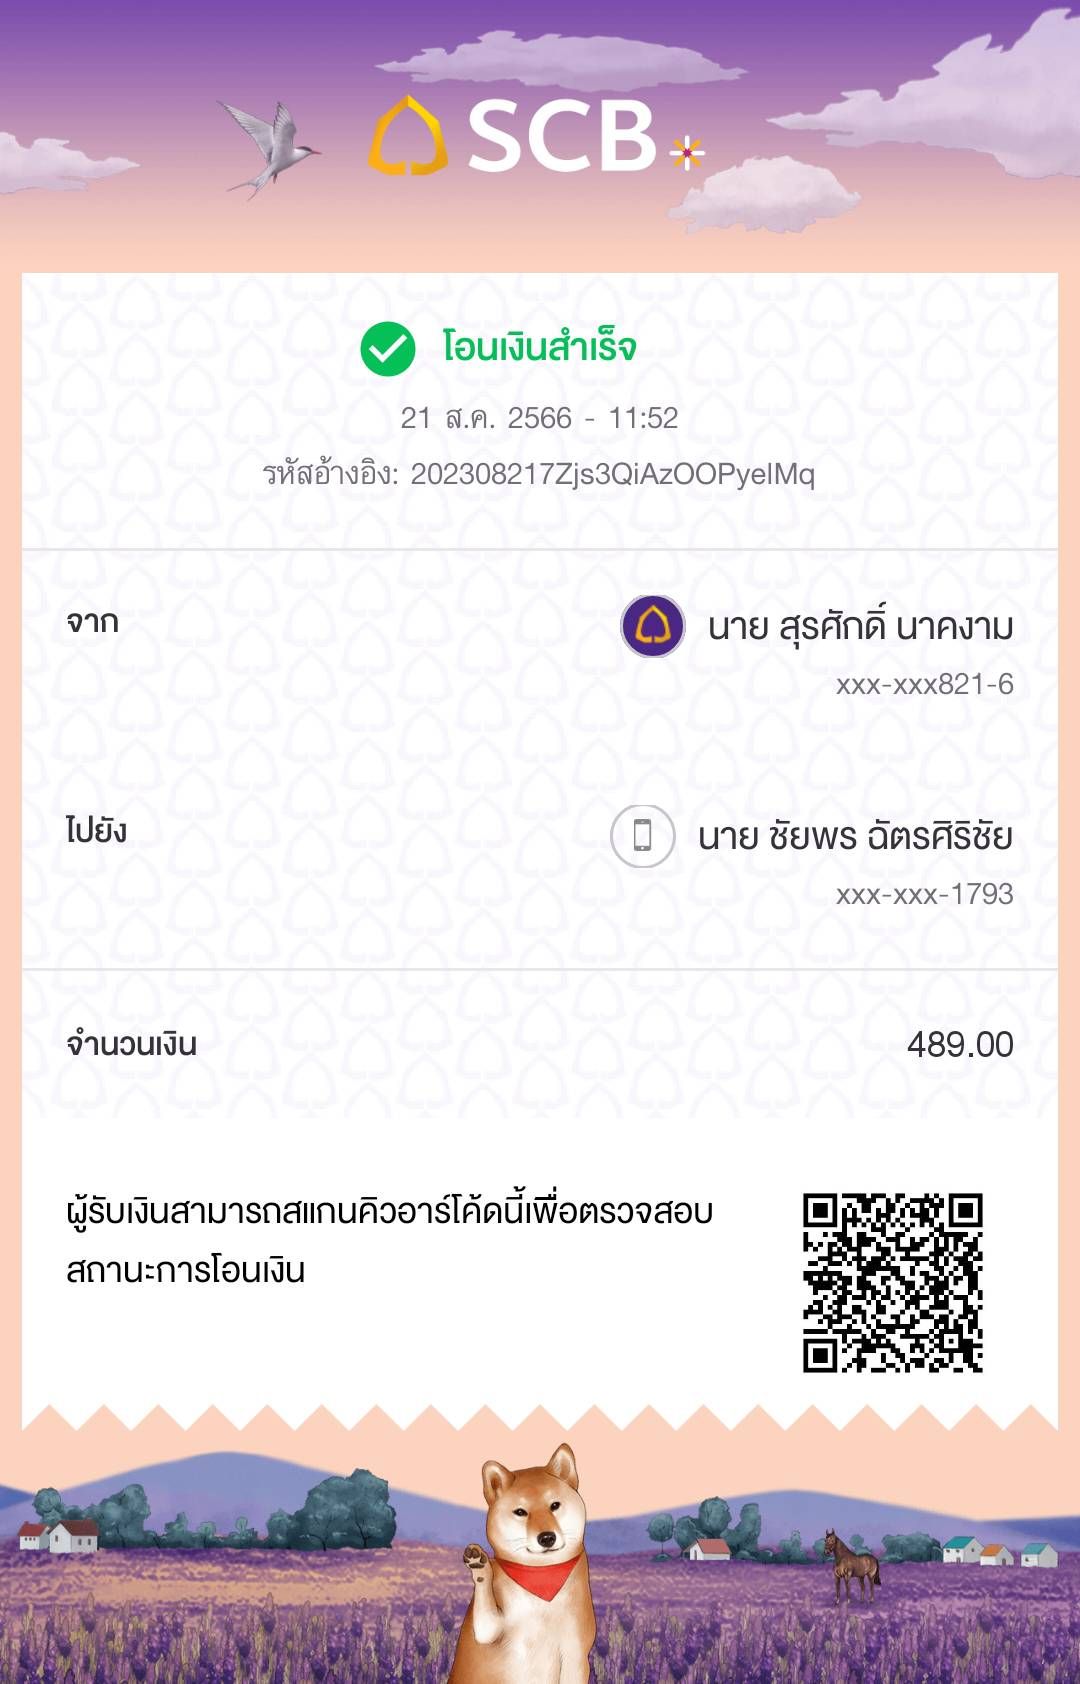 SCB
โอนเงินสำเร็จ
21 ส.ค. 2566 - 11:52
รหัสอ้างอิง: 202308217Zjs3QiAzOOPyelMq
จาก
นาย สุรศักดิ์ นาคงาม
xxx-xxx821-6
ไปยัง
นาย ชัยพร ฉัตรศิริชัย
xxx-xxx-1793
จำนวนเงิน
489.00
ผู้รับเงินสามารถสแกนคิวอาร์โค้ดนี้เพื่อตรวจสอบ
สถานะการโอนเงิน